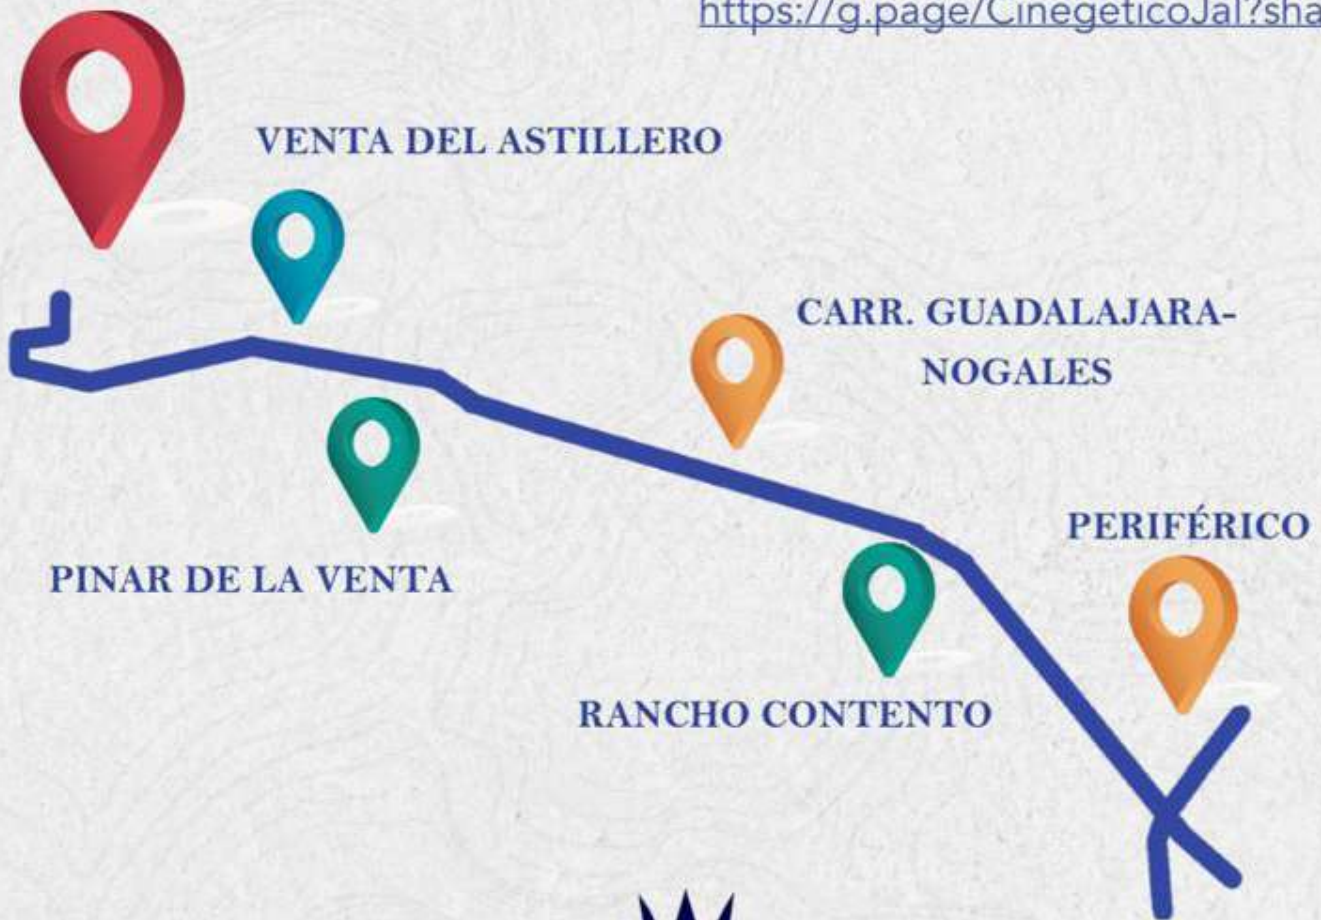 https://g.page/CinegeticoJal?sha
VENTA DEL ASTILLERO
CARR. GUADALAJARA-
NOGALES
PERIFÉRICO
PINAR DE LA VENTA
RANCHO CONTENTO